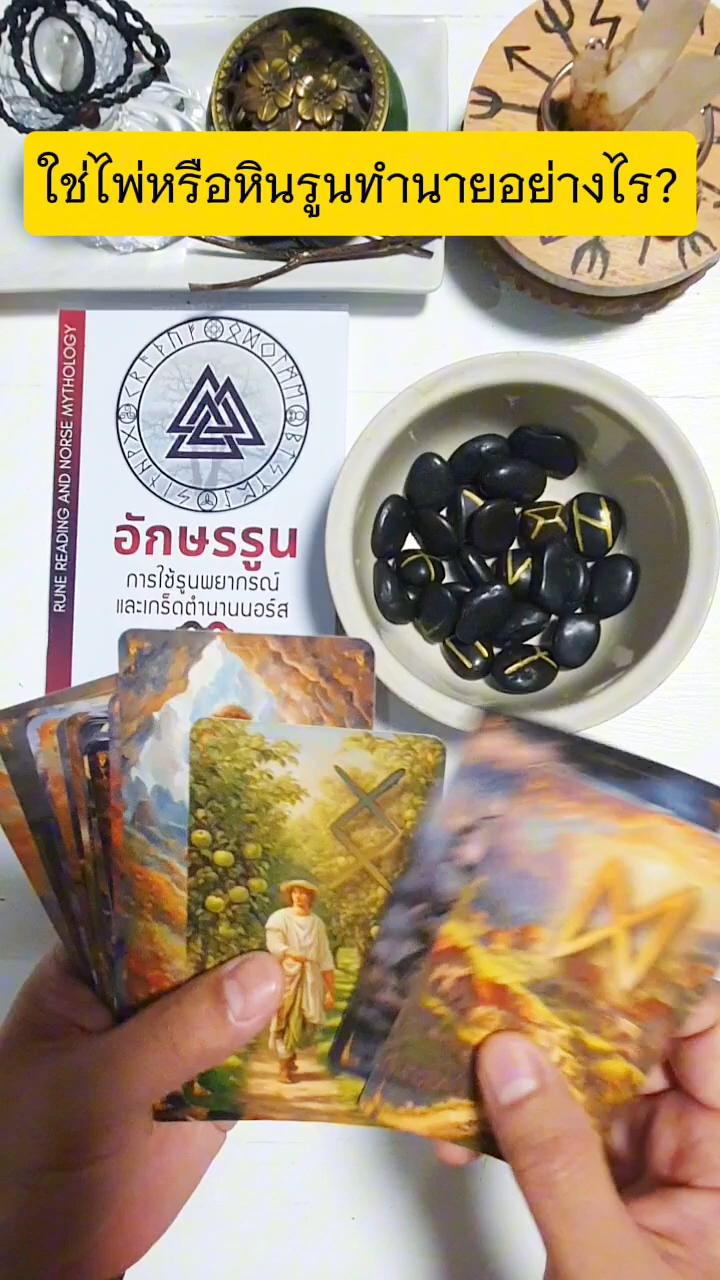 ใช่ไพ่หรือหินรูนทำนายอย่างไร?
RUNE READING AND NORSE MYTHOLOGY
อักษรรูน
การใช้รูนพยากรณ์
และเกร็ดตำนานนอร์ส